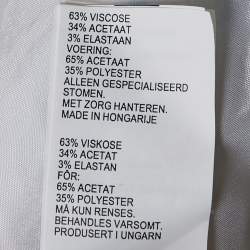 63% VISCOSE
34% ACETAAT
3% ELASTAAN
VOERING:
65% ACETAAT
35% POLYESTER
ALLEEN GESPECIALISEERD
STOMEN.
MET ZORG HANTEREN.
MADE IN HONGARIJE
63% VISKOSE
34% ACETAT
3% ELASTAN
FÔR:
65% ACETAT
35% POLYESTER
MÅ KUN RENSES.
BEHANDLES VARSOMT.
PRODUSERT I UNGARN